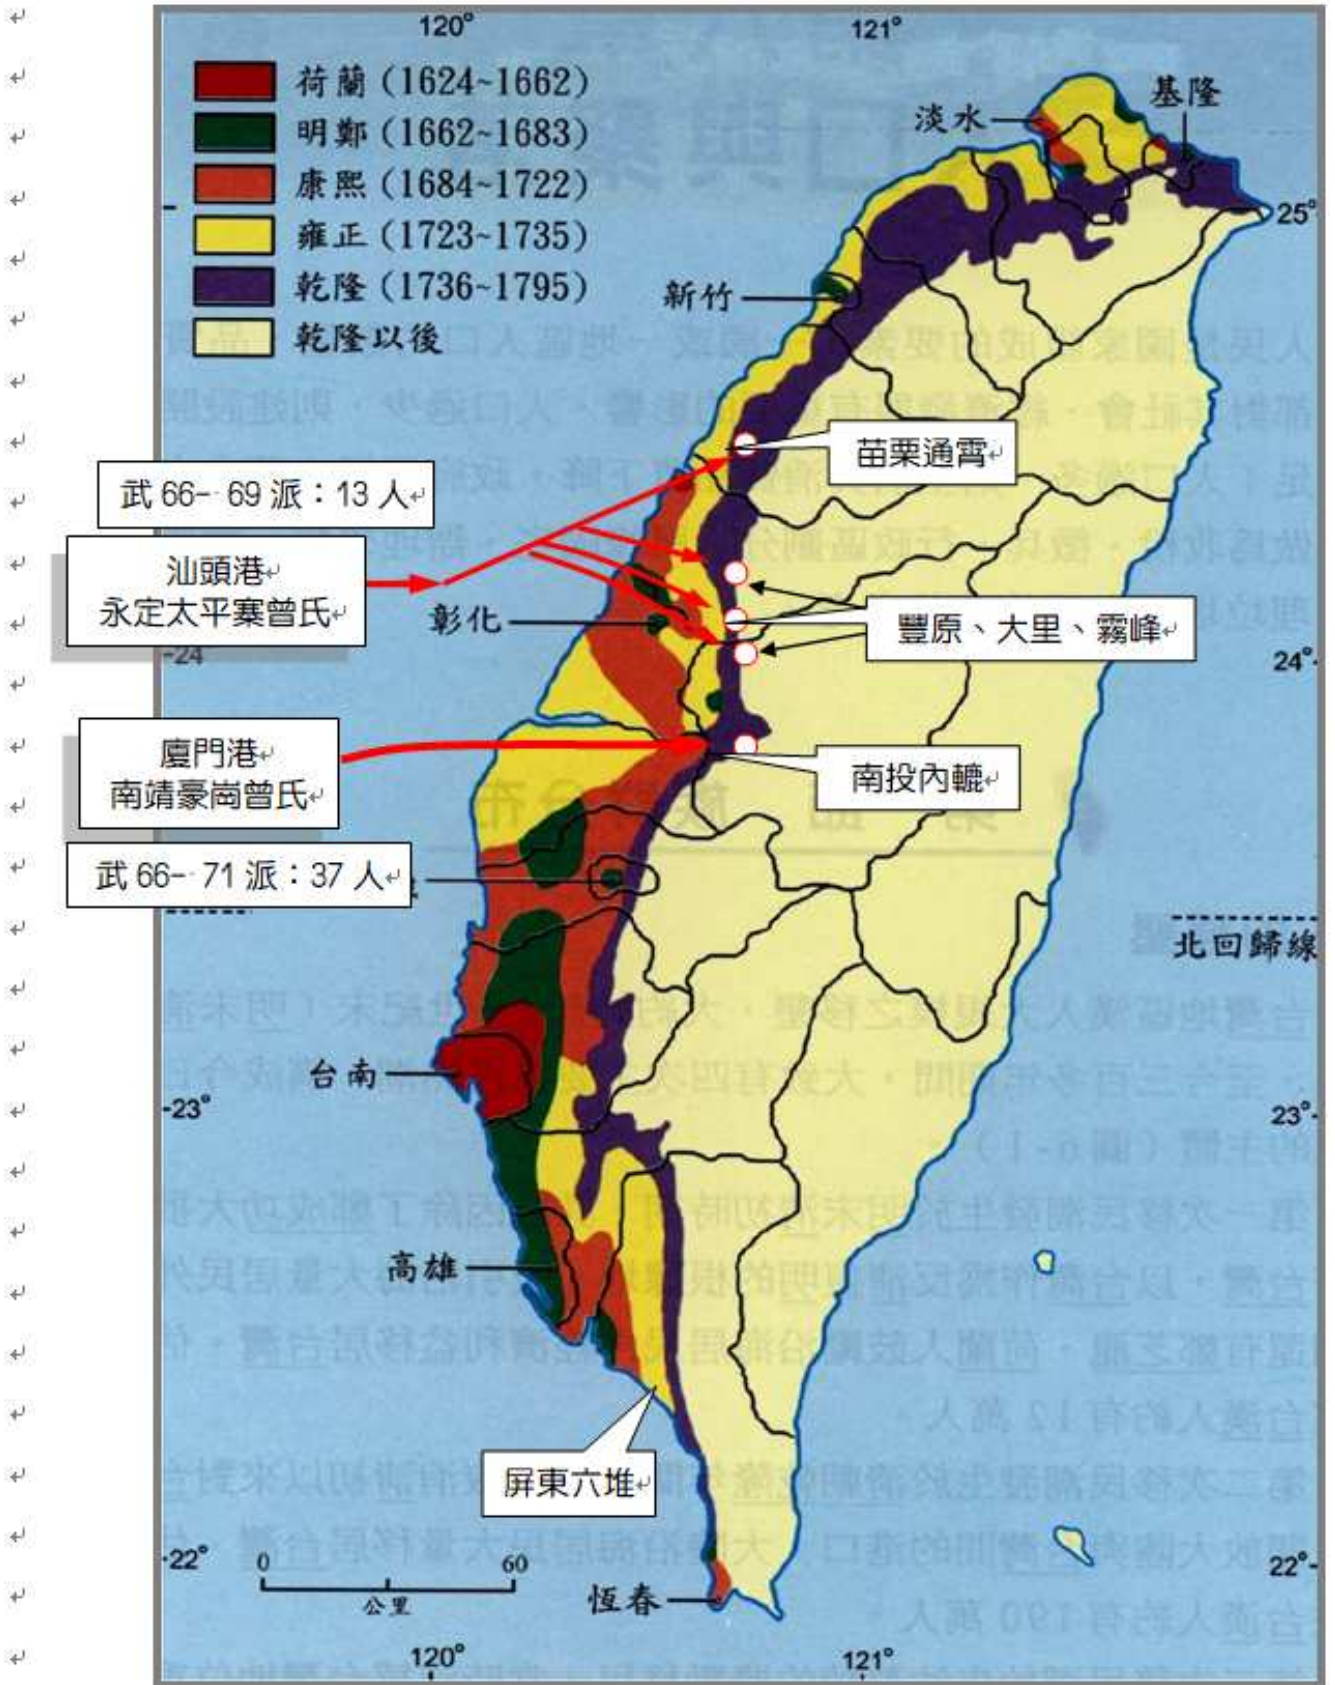 120°
121°
荷蘭 (1624~1662)
明鄭 (1662~1683)
康熙 (1684~1722)
雍正 (1723~1735)
乾隆 (1736~1795)
乾隆以後
淡水
基隆
25°
新竹
苗栗通霄
武 66– 69 派：13 人
汕頭港
永定太平寨曾氏
彰化
豐原、大里、霧峰
-24°
24°
廈門港
南靖豪崗曾氏
南投內轆
武 66– 71 派：37 人
北回歸線
台南
-23°
23°
高雄
屏東六堆
-22°
22°
0
60
公里
恆春
120°
121°